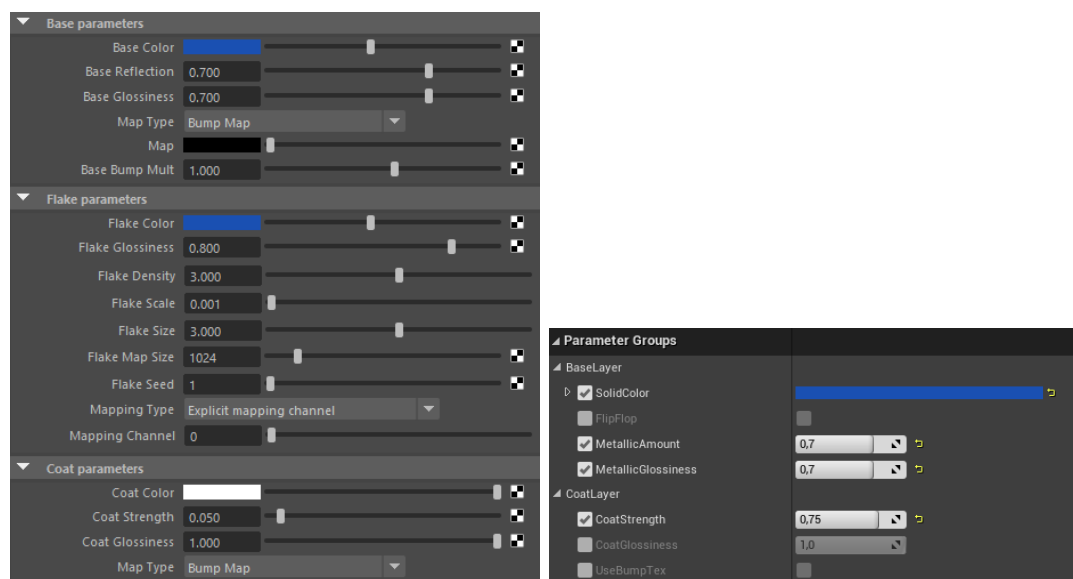 Base parameters
Base Color
Base Reflection 0.700
Base Glossiness 0.700
Map Type Bump Map
Map
Base Bump Mult 1.000
Flake parameters
Flake Color
Flake Glossiness 0.800
Flake Density 3.000
Flake Scale 0.001
Flake Size 3.000
Flake Map Size 1024
Flake Seed 1
Mapping Type Explicit mapping channel
Mapping Channel 0
Coat parameters
Coat Color
Coat Strength 0.050
Coat Glossiness 1.000
Map Type Bump Map
Parameter Groups
BaseLayer
SolidColor
FlipFlop
MetallicAmount 0,7
MetallicGlossiness 0,7
CoatLayer
CoatStrength 0,75
CoatGlossiness 1,0
UseBumpTex